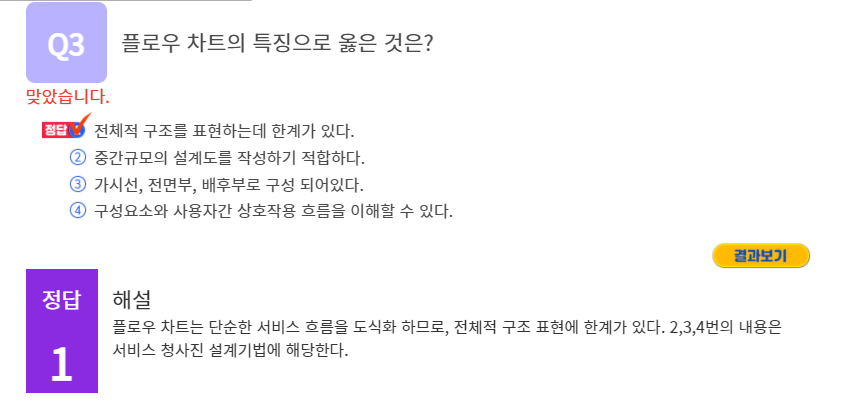 Q3 플로우 차트의 특징으로 옳은 것은?
맞았습니다.
정답 전체적 구조를 표현하는데 한계가 있다.
② 중간규모의 설계도를 작성하기 적합하다.
③ 가시선, 전면부, 배후부로 구성 되어있다.
④ 구성요소와 사용자간 상호작용 흐름을 이해할 수 있다.
결과보기
정답 해설
플로우 차트는 단순한 서비스 흐름을 도식화 하므로, 전체적 구조 표현에 한계가 있다. 2,3,4번의 내용은
1 서비스 청사진 설계기법에 해당한다.